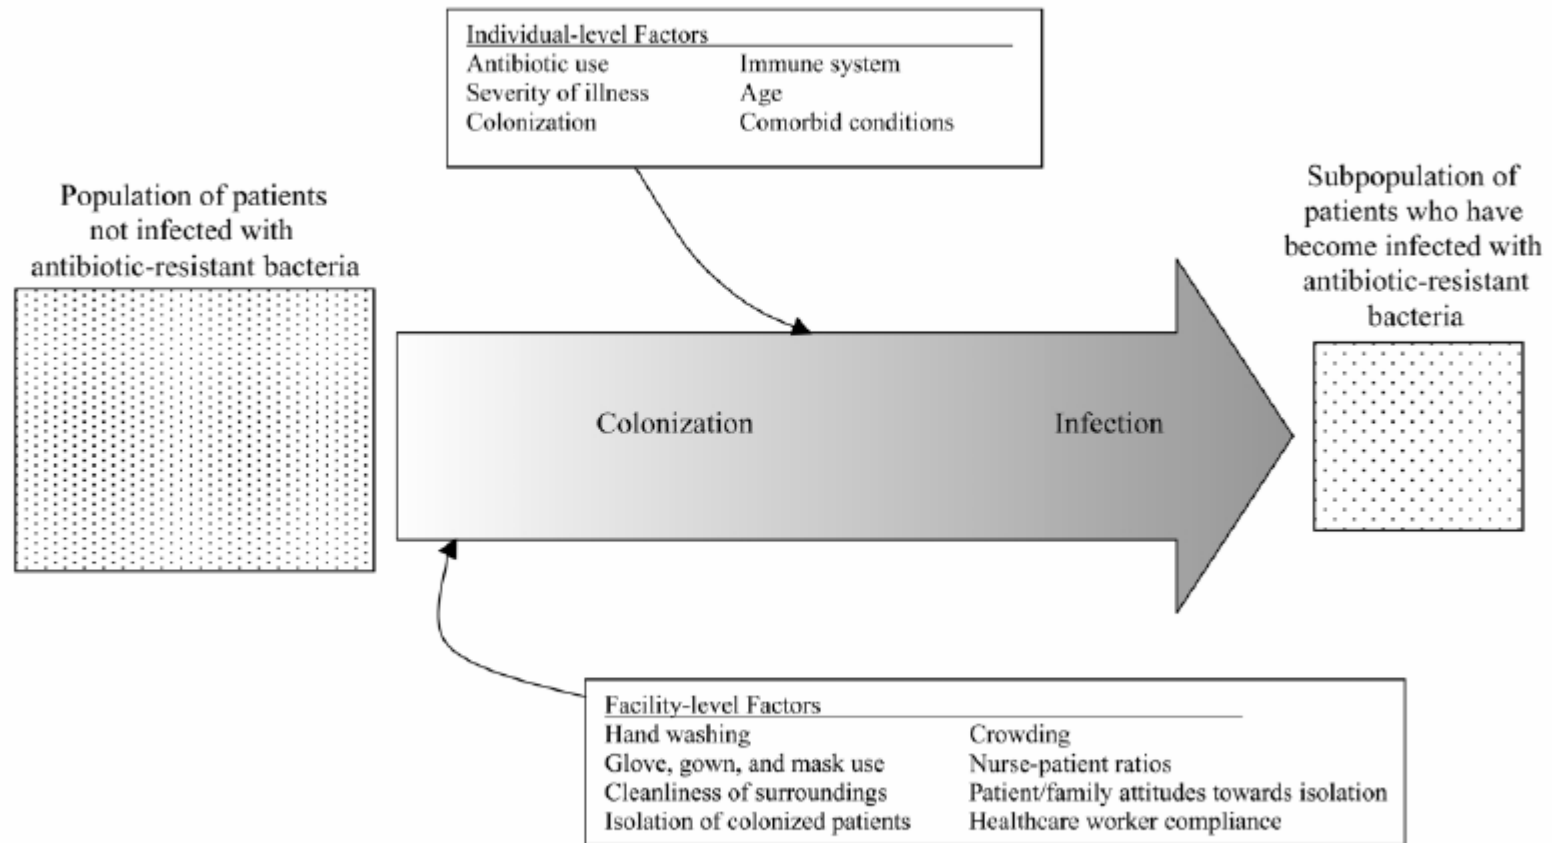 Individual-level Factors
Antibiotic use Immune system
Severity of illness Age
Colonization Comorbid conditions
Population of patients
not infected with
antibiotic-resistant bacteria
Subpopulation of
patients who have
become infected with
antibiotic-resistant
bacteria
Colonization Infection
Facility-level Factors
Hand washing Crowding
Glove, gown, and mask use Nurse-patient ratios
Cleanliness of surroundings Patient/family attitudes towards isolation
Isolation of colonized patients Healthcare worker compliance